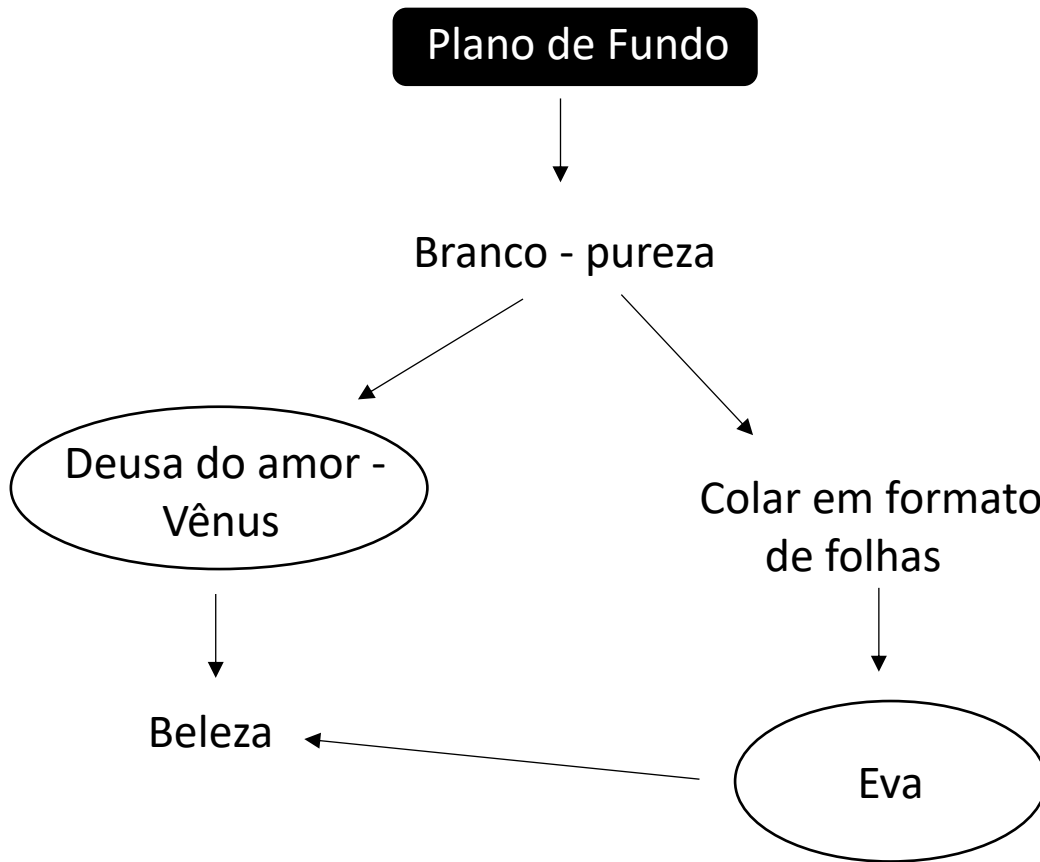 Plano de Fundo
Branco - pureza
Deusa do amor -
Vênus
Colar em formato
de folhas
Beleza
Eva